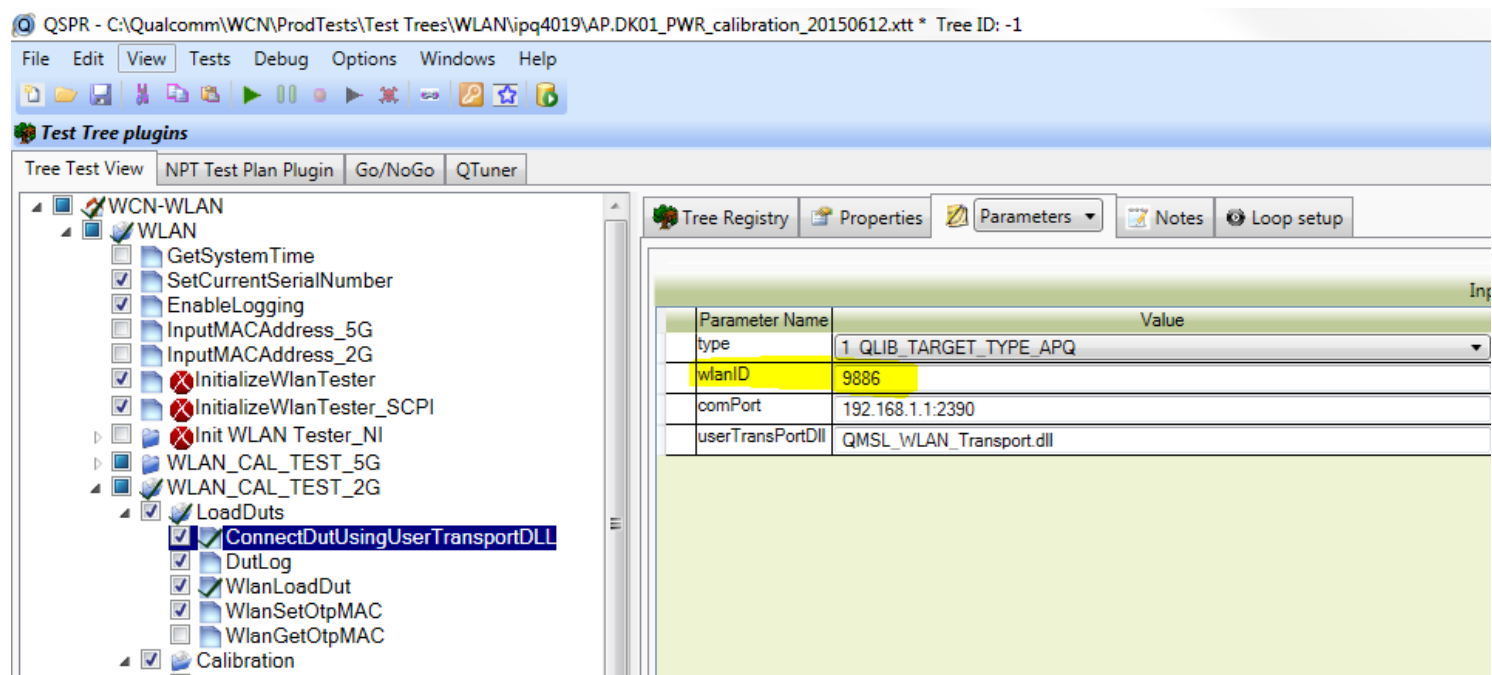 QSPR - C:\Qualcomm\WCN\ProdTests\Test Trees\WLAN\ipq4019\AP.DK01_PWR_calibration_20150612.xtt * Tree ID: -1
File Edit View Tests Debug Options Windows Help
Test Tree plugins
Tree Test View NPT Test Plan Plugin Go/NoGo QTuner
WCN-WLAN
WLAN
GetSystemTime
SetCurrentSerialNumber
EnableLogging
InputMACAddress_5G
InputMACAddress_2G
InitializeWlanTester
InitializeWlanTester_SCPI
Init WLAN Tester_NI
WLAN_CAL_TEST_5G
WLAN_CAL_TEST_2G
LoadDuts
ConnectDutUsingUserTransportDLL
DutLog
WlanLoadDut
WlanSetOtpMAC
WlanGetOtpMAC
Calibration
Tree Registry Properties Parameters Notes Loop setup
Inp
Parameter Name Value
type 1 QLIB_TARGET_TYPE_APQ
wlanID 9886
comPort 192.168.1.1:2390
userTransPortDll QMSL_WLAN_Transport.dll